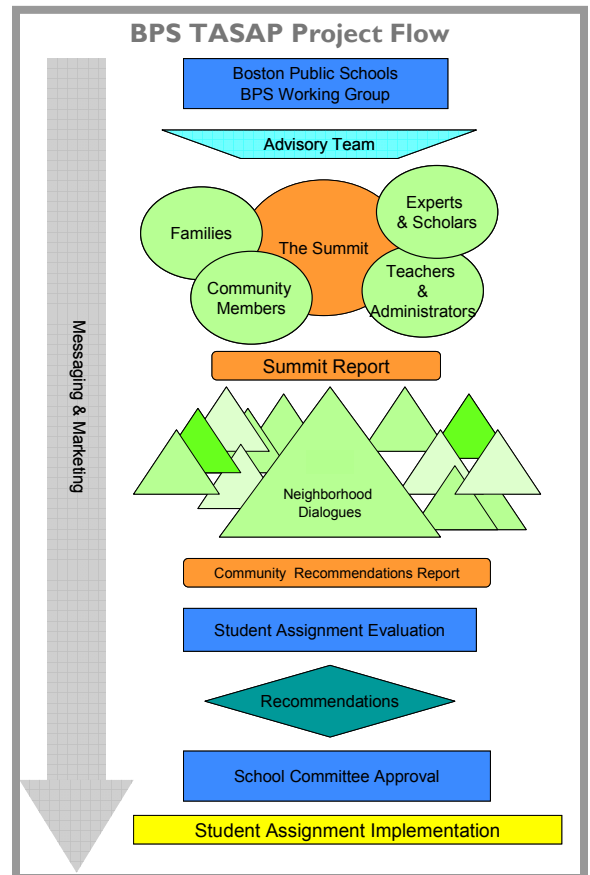 BPS TASAP Project Flow
Boston Public Schools
BPS Working Group
Advisory Team
Families
The Summit
Experts
& Scholars
Community
Members
Teachers
&
Administrators
Summit Report
Messaging & Marketing
Neighborhood
Dialogues
Community Recommendations Report
Student Assignment Evaluation
Recommendations
School Committee Approval
Student Assignment Implementation